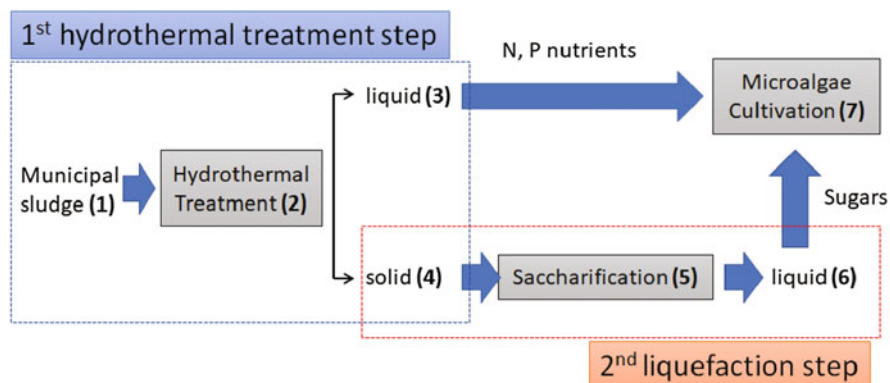 1st hydrothermal treatment step
N, P nutrients
Microalgae
Cultivation (7)
liquid (3)
Municipal
sludge (1)
Hydrothermal
Treatment (2)
Sugars
solid (4)
Saccharification (5)
liquid (6)
2nd liquefaction step